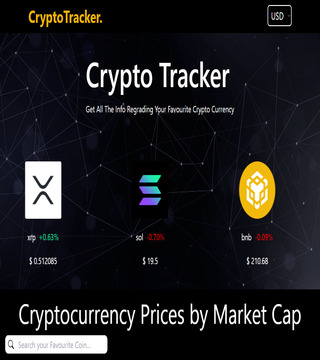 CryptoTracker.
USD
Crypto Tracker
Get All The Info Regrading Your Favourite Crypto Currency
xrp +0.63%
sol -0.70%
bnb -0.09%
$ 0.512085
$ 19.5
$ 210.68
Cryptocurrency Prices by Market Cap
Search your Favourite Coin...